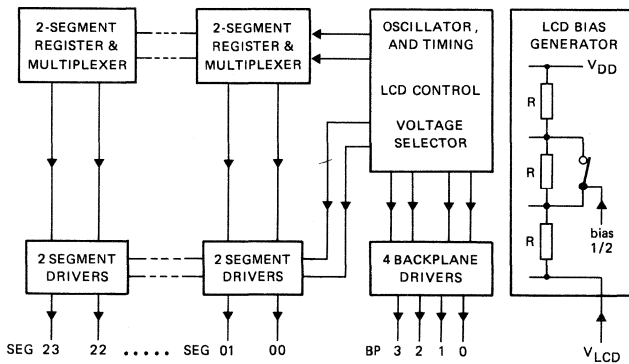 2-SEGMENT
REGISTER &
MULTIPLEXER
2-SEGMENT
REGISTER &
MULTIPLEXER
OSCILLATOR,
AND TIMING
LCD CONTROL
VOLTAGE
SELECTOR
LCD BIAS
GENERATOR
VDD
R
R
R
bias
1/2
VLCD
2 SEGMENT
DRIVERS
2 SEGMENT
DRIVERS
4 BACKPLANE
DRIVERS
SEG 23 22 ..... SEG 01 00 BP 3 2 1 0